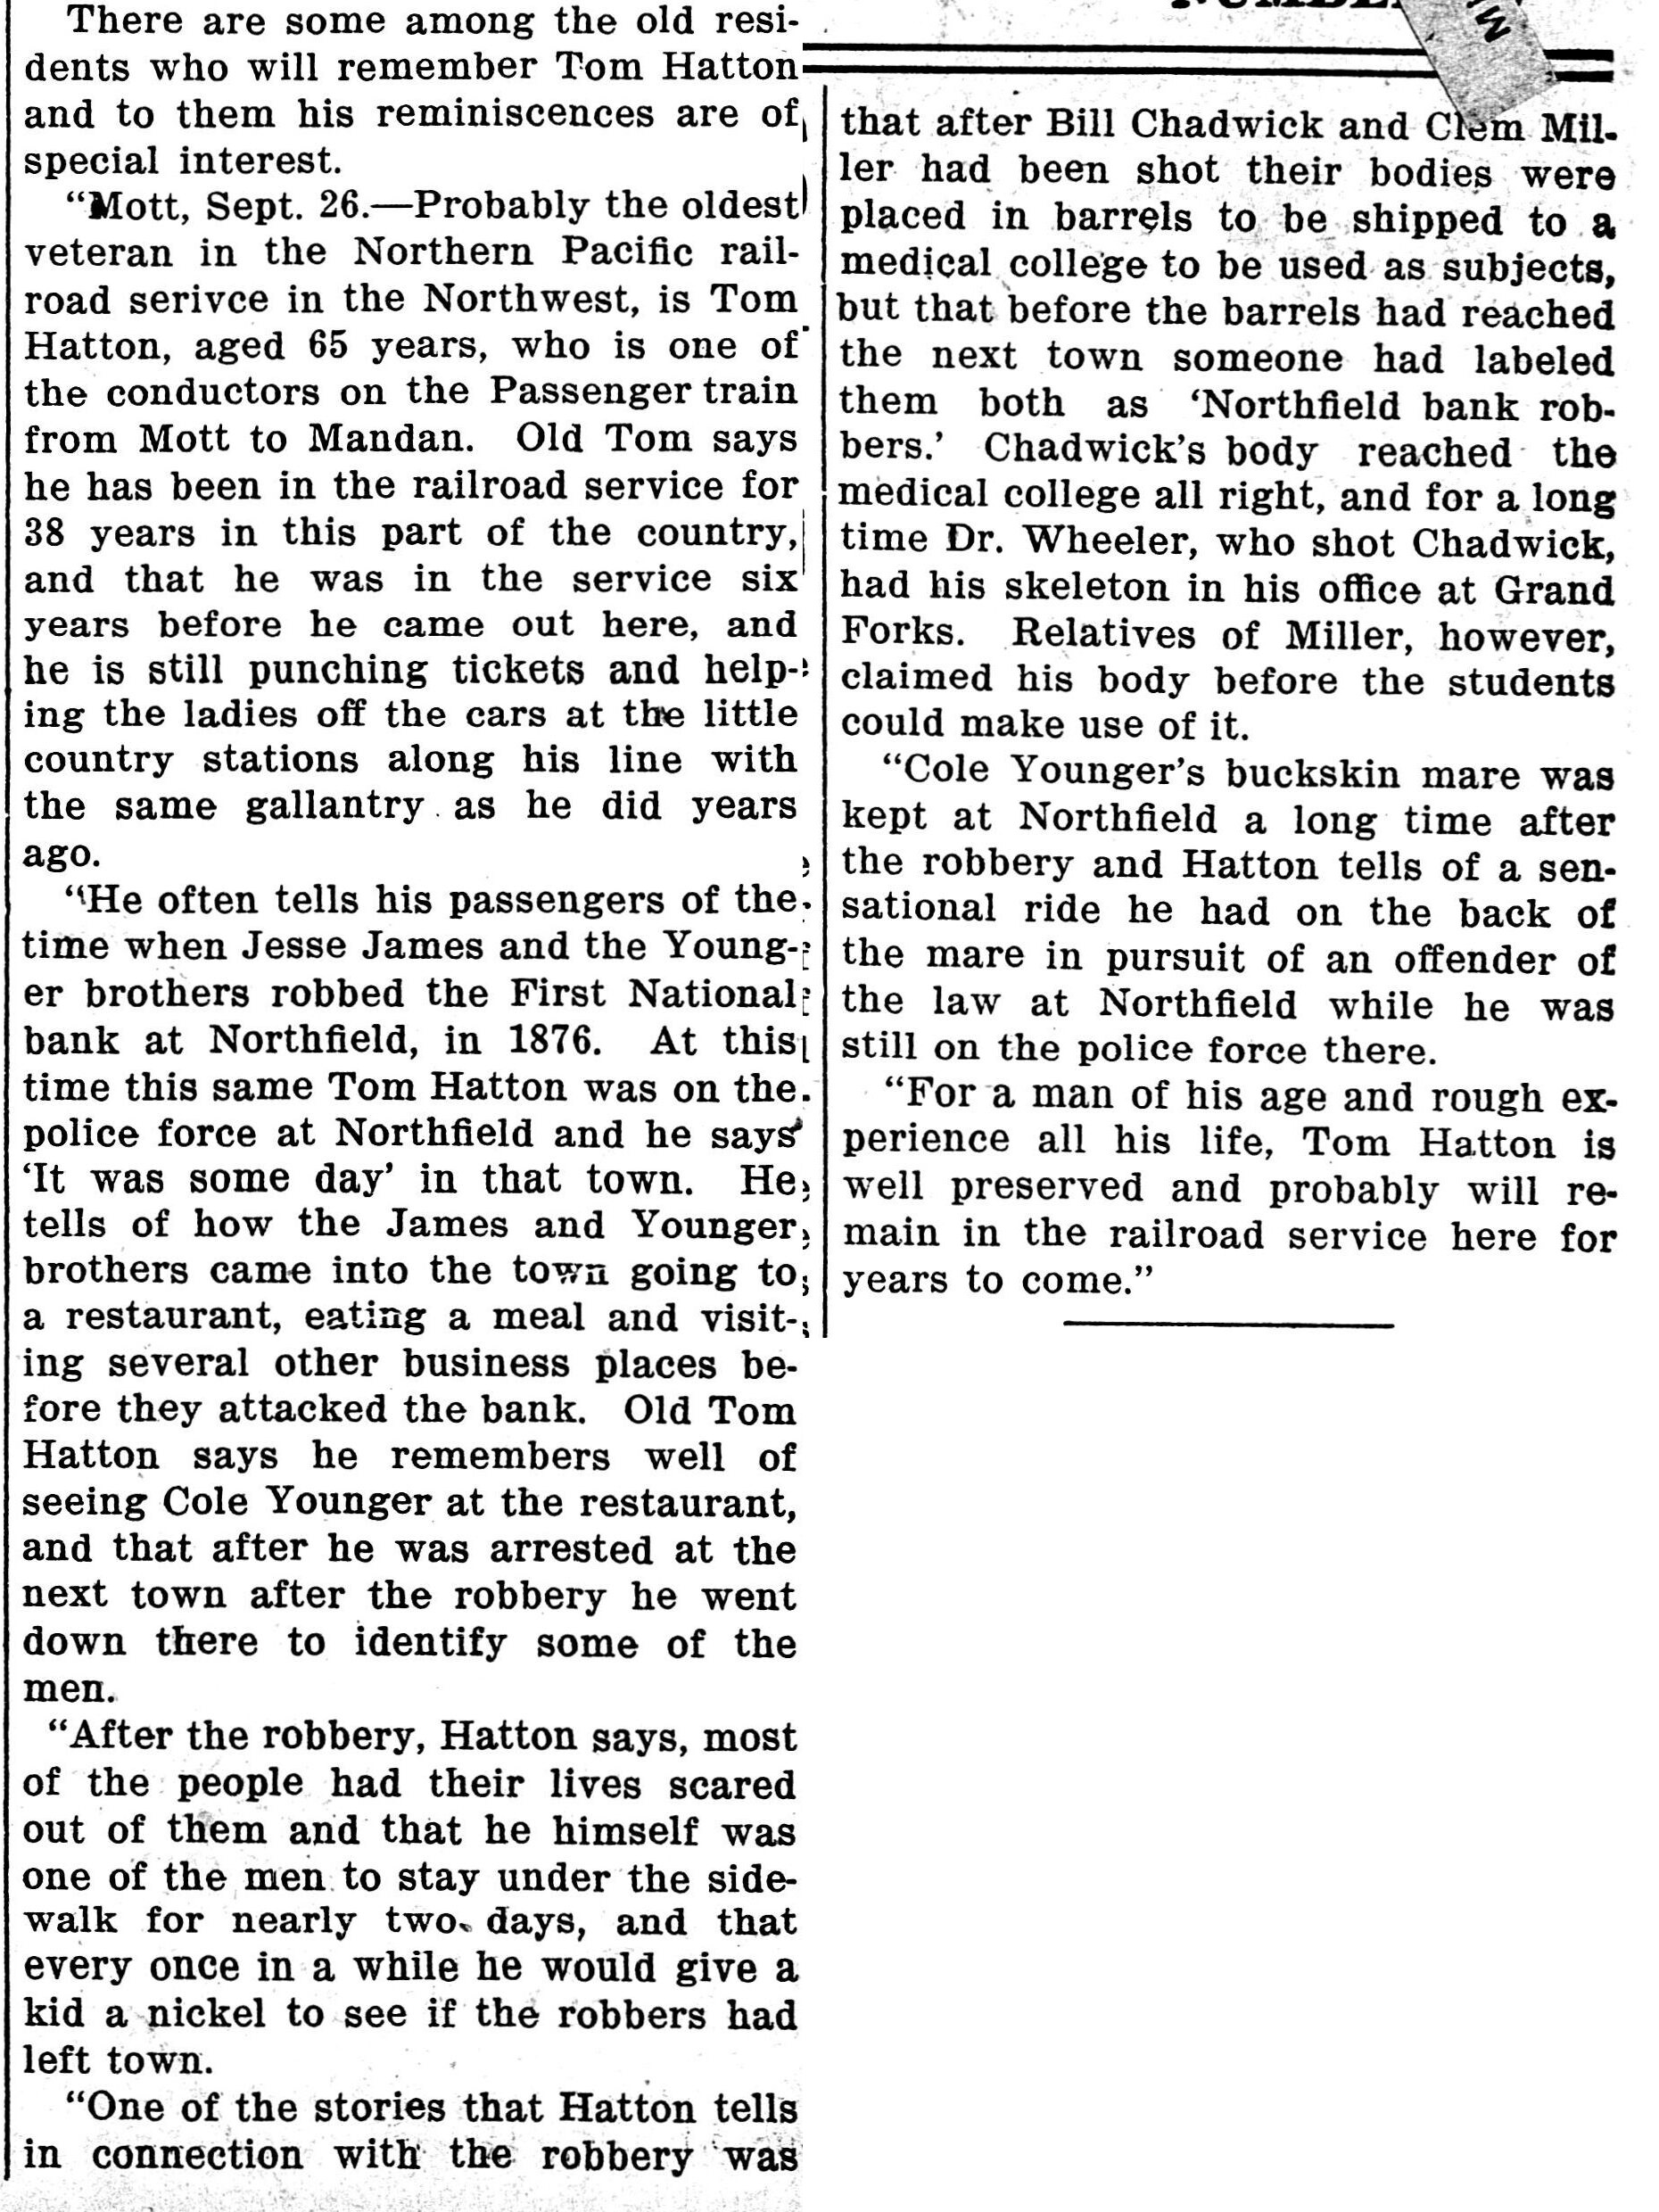 There are some among the old resi-
dents who will remember Tom Hatton
and to them his reminiscences are of
special interest.
"Mott, Sept. 26.—Probably the oldest
veteran in the Northern Pacific rail-
road serivce in the Northwest, is Tom
Hatton, aged 65 years, who is one of
the conductors on the Passenger train
from Mott to Mandan. Old Tom says
he has been in the railroad service for
38 years in this part of the country,
and that he was in the service six
years before he came out here, and
he is still punching tickets and help-
ing the ladies off the cars at the little
country stations along his line with
the same gallantry as he did years
ago.
"He often tells his passengers of the
time when Jesse James and the Young-
er brothers robbed the First National
bank at Northfield, in 1876. At this
time this same Tom Hatton was on the
police force at Northfield and he says
'It was some day' in that town. He
tells of how the James and Younger
brothers came into the town going to
a restaurant, eating a meal and visit-
ing several other business places be-
fore they attacked the bank. Old Tom
Hatton says he remembers well of
seeing Cole Younger at the restaurant,
and that after he was arrested at the
next town after the robbery he went
down there to identify some of the
men.
"After the robbery, Hatton says, most
of the people had their lives scared
out of them and that he himself was
one of the men to stay under the side-
walk for nearly two days, and that
every once in a while he would give a
kid a nickel to see if the robbers had
left town.
"One of the stories that Hatton tells
in connection with the robbery was
that after Bill Chadwick and Clem Mil-
ler had been shot their bodies were
placed in barrels to be shipped to a
medical college to be used as subjects,
but that before the barrels had reached
the next town someone had labeled
them both as 'Northfield bank rob-
bers.' Chadwick's body reached the
medical college all right, and for a long
time Dr. Wheeler, who shot Chadwick,
had his skeleton in his office at Grand
Forks. Relatives of Miller, however,
claimed his body before the students
could make use of it.
"Cole Younger's buckskin mare was
kept at Northfield a long time after
the robbery and Hatton tells of a sen-
sational ride he had on the back of
the mare in pursuit of an offender of
the law at Northfield while he was
still on the police force there.
"For a man of his age and rough ex-
perience all his life, Tom Hatton is
well preserved and probably will re-
main in the railroad service here for
years to come."